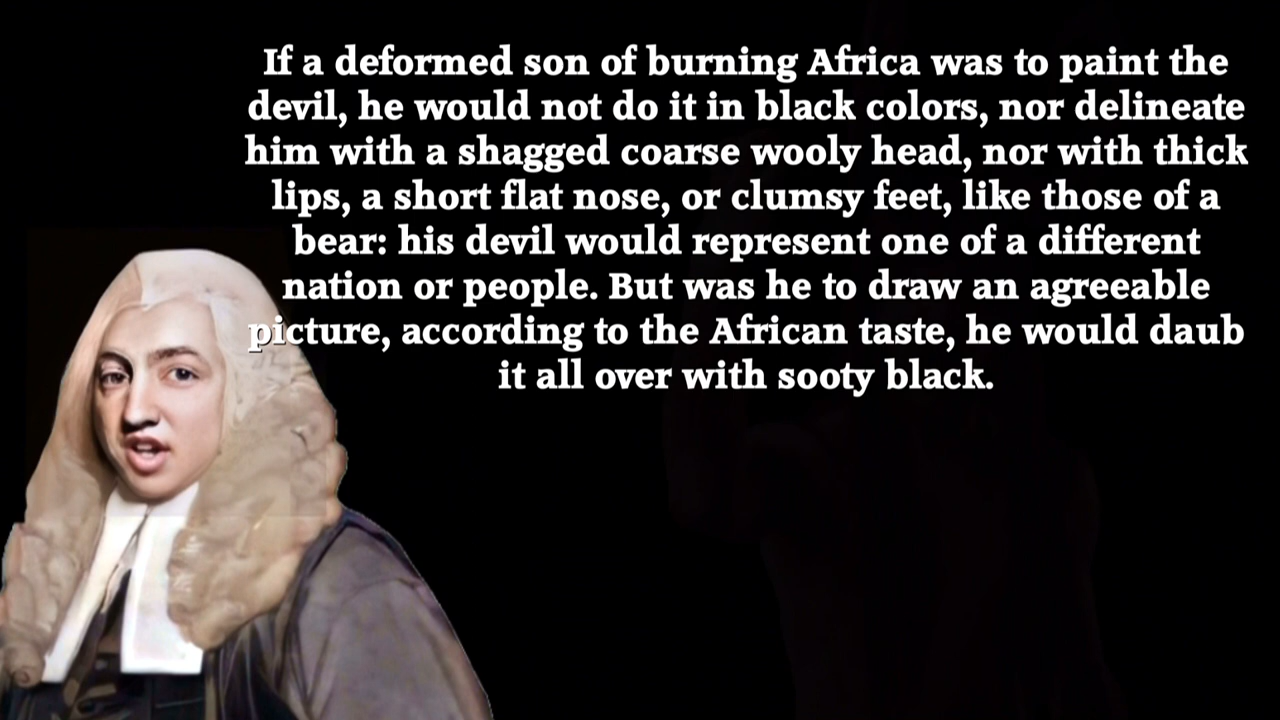 If a deformed son of burning Africa was to paint the
devil, he would not do it in black colors, nor delineate
him with a shagged coarse wooly head, nor with thick
lips, a short flat nose, or clumsy feet, like those of a
bear: his devil would represent one of a different
nation or people. But was he to draw an agreeable
picture, according to the African taste, he would daub
it all over with sooty black.